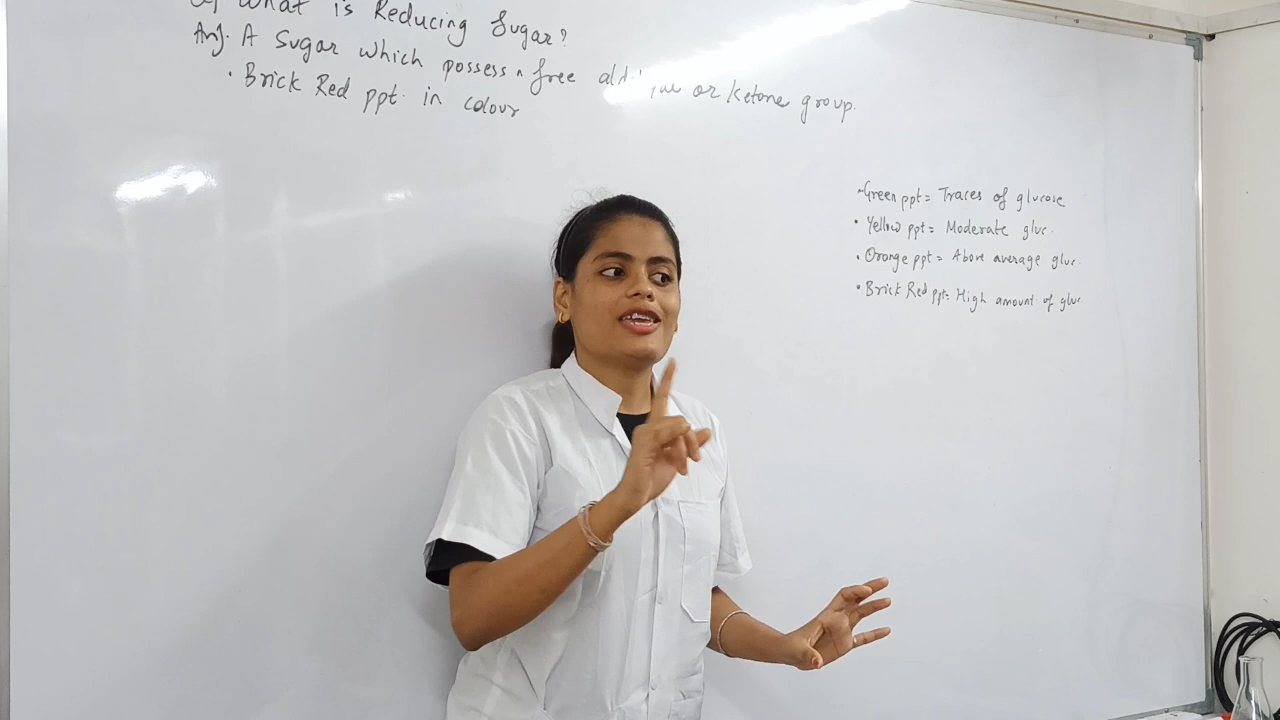 Q) What is Reducing Sugar?
Ans. A Sugar which possess a free or Ketone group.
• Brick Red ppt. in colour
• Green ppt = Traces of glucose
• Yellow ppt = Moderate gluc.
• Orange ppt = Above average gluc.
• Brick Red ppt = High amount of gluc.